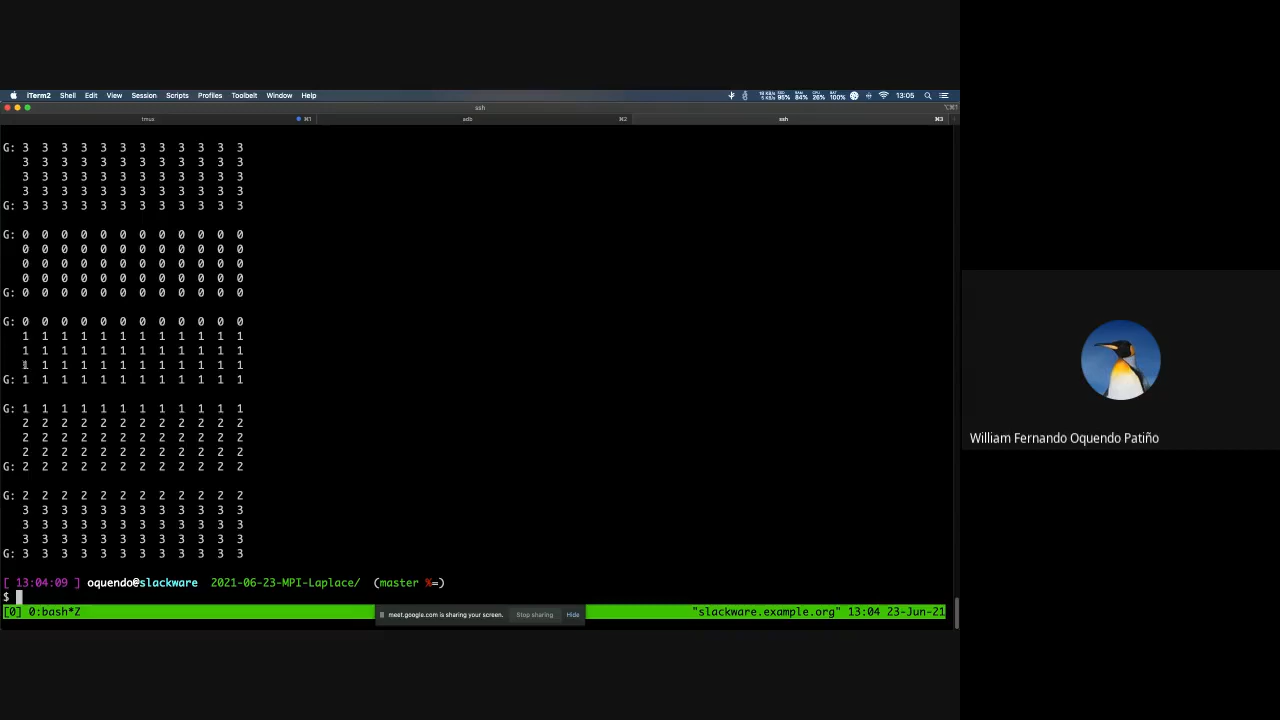 iTerm2 Shell Edit View Session Scripts Profiles Toolbelt Window Help 95% 84% 26% 100% 13:05
ssh ⌥⌘1
tmux ⌘1 adb ⌘2 ssh ⌘3
G: 3 3 3 3 3 3 3 3 3 3 3 3
3 3 3 3 3 3 3 3 3 3 3 3
3 3 3 3 3 3 3 3 3 3 3 3
3 3 3 3 3 3 3 3 3 3 3 3
G: 3 3 3 3 3 3 3 3 3 3 3 3
G: 0 0 0 0 0 0 0 0 0 0 0 0
0 0 0 0 0 0 0 0 0 0 0 0
0 0 0 0 0 0 0 0 0 0 0 0
0 0 0 0 0 0 0 0 0 0 0 0
G: 0 0 0 0 0 0 0 0 0 0 0 0
G: 0 0 0 0 0 0 0 0 0 0 0 0
1 1 1 1 1 1 1 1 1 1 1 1
1 1 1 1 1 1 1 1 1 1 1 1
1 1 1 1 1 1 1 1 1 1 1 1
G: 1 1 1 1 1 1 1 1 1 1 1 1
G: 1 1 1 1 1 1 1 1 1 1 1 1
2 2 2 2 2 2 2 2 2 2 2 2
2 2 2 2 2 2 2 2 2 2 2 2
2 2 2 2 2 2 2 2 2 2 2 2
G: 2 2 2 2 2 2 2 2 2 2 2 2
G: 2 2 2 2 2 2 2 2 2 2 2 2
3 3 3 3 3 3 3 3 3 3 3 3
3 3 3 3 3 3 3 3 3 3 3 3
3 3 3 3 3 3 3 3 3 3 3 3
G: 3 3 3 3 3 3 3 3 3 3 3 3
[ 13:04:09 ] oquendo@slackware 2021-06-23-MPI-Laplace/ (master %=)
$
[0] 0:bash*Z "slackware.example.org" 13:04 23-Jun-21
meet.google.com is sharing your screen. Stop sharing Hide
William Fernando Oquendo Patiño